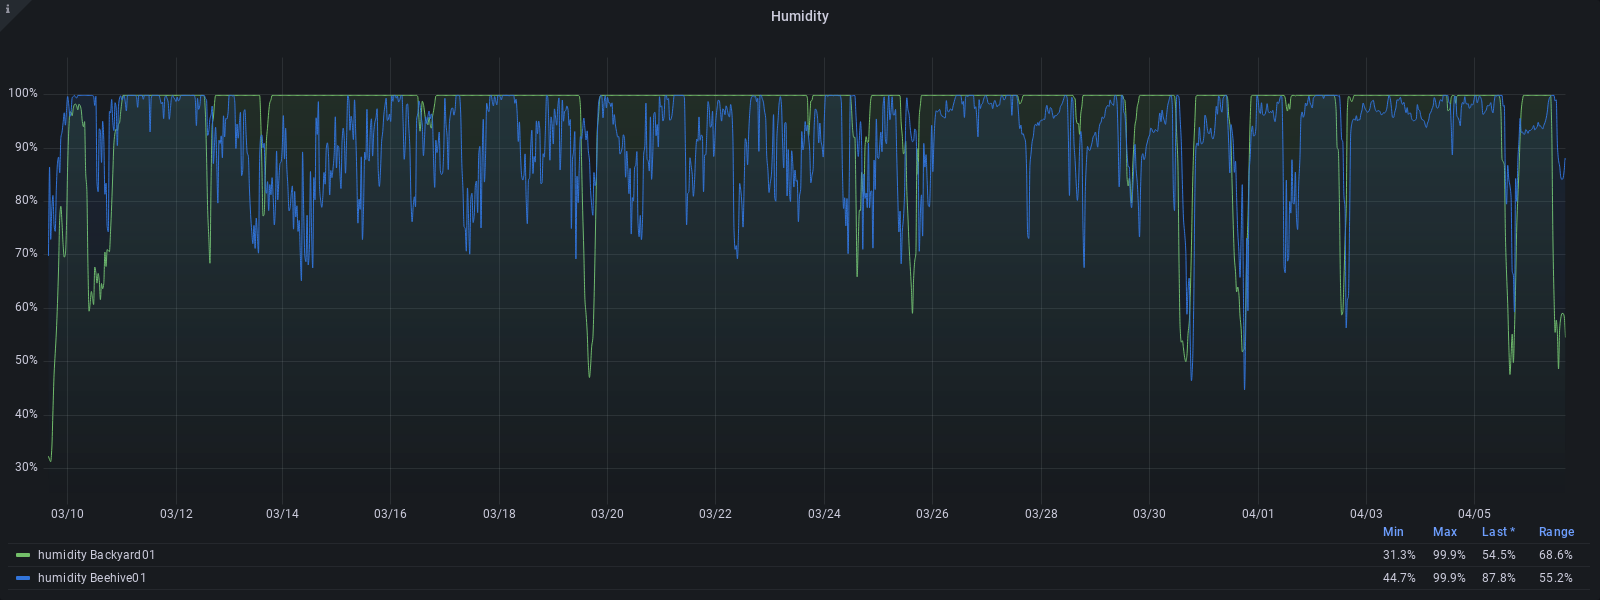 i
Humidity
100%
90%
80%
70%
60%
50%
40%
30%
03/10 03/12 03/14 03/16 03/18 03/20 03/22 03/24 03/26 03/28 03/30 04/01 04/03 04/05
Min Max Last * Range
humidity Backyard01 31.3% 99.9% 54.5% 68.6%
humidity Beehive01 44.7% 99.9% 87.8% 55.2%